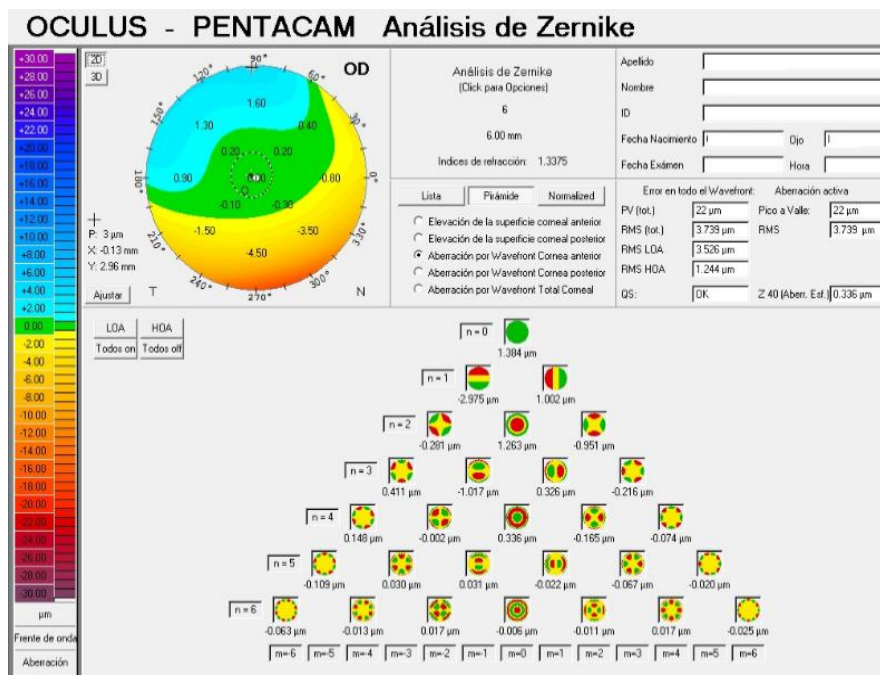 OCULUS - PENTACAM Análisis de Zernike
+30.00
+28.00
+26.00
+24.00
+22.00
+20.00
+18.00
+16.00
+14.00
+12.00
+10.00
+8.00
+6.00
+4.00
+2.00
0.00
-2.00
-4.00
-6.00
-8.00
-10.00
-12.00
-14.00
-16.00
-18.00
-20.00
-22.00
-24.00
-26.00
-28.00
-30.00
µm
Frente de onda
Aberración
2D
3D
OD
90°
120°
60°
150°
30°
180°
0°
210°
330°
240°
300°
270°
1.60
1.30
0.40
0.20 0.20
0.90 0.00 -0.80
-0.10 -0.30
-1.50 -3.50
-4.50
P: 3 µm
X: -0.13 mm
Y: 2.96 mm
Ajustar
T
N
Análisis de Zernike
(Click para Opciones)
6
6.00 mm
Indices de refracción: 1.3375
Apellido
Nombre
ID
Fecha Nacimiento Ojo
Fecha Exámen Hora
Lista Pirámide Normalized
Elevación de la superficie corneal anterior
Elevación de la superficie corneal posterior
Aberración por Wavefront Cornea anterior
Aberración por Wavefront Cornea posterior
Aberración por Wavefront Total Corneal
Error en todo el Wavefront: Aberración activa
PV (tot.) 22 µm Pico a Valle: 22 µm
RMS (tot.) 3.739 µm RMS 3.739 µm
RMS LOA 3.526 µm
RMS HOA 1.244 µm
QS: OK Z 40 (Aberr. Esf.) 0.336 µm
LOA HOA
Todos on Todos off
n = 0
1.384 µm
n = 1
-2.975 µm 1.002 µm
n = 2
-0.281 µm 1.263 µm -0.951 µm
n = 3
0.411 µm -1.017 µm 0.326 µm -0.216 µm
n = 4
0.148 µm -0.002 µm 0.336 µm -0.165 µm -0.074 µm
n = 5
-0.109 µm 0.030 µm 0.031 µm -0.022 µm -0.067 µm -0.020 µm
n = 6
-0.063 µm -0.013 µm 0.017 µm -0.006 µm -0.011 µm 0.017 µm -0.025 µm
m=-6 m=-5 m=-4 m=-3 m=-2 m=-1 m=0 m=1 m=2 m=3 m=4 m=5 m=6